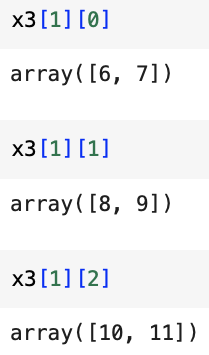 x3[1][0]
array([6, 7])
x3[1][1]
array([8, 9])
x3[1][2]
array([10, 11])